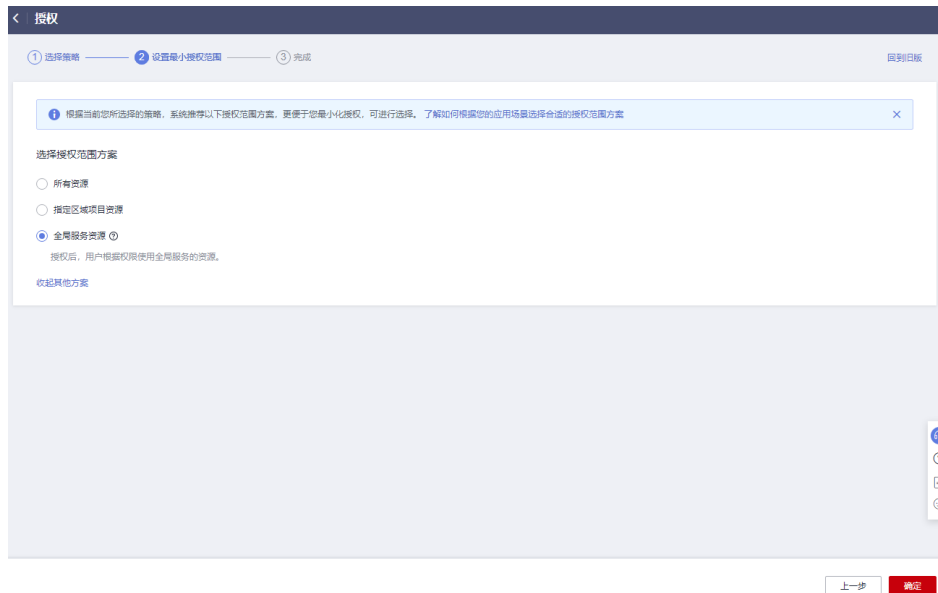 授权
1 选择策略 2 设置最小授权范围 3 完成 回到旧版
根据当前您所选择的策略，系统推荐以下授权范围方案，更便于您最小化授权，可进行选择。 了解如何根据您的应用场景选择合适的授权范围方案
选择授权范围方案
所有资源
指定区域项目资源
全局服务资源
授权后，用户根据权限使用全局服务的资源。
收起其他方案
上一步 确定